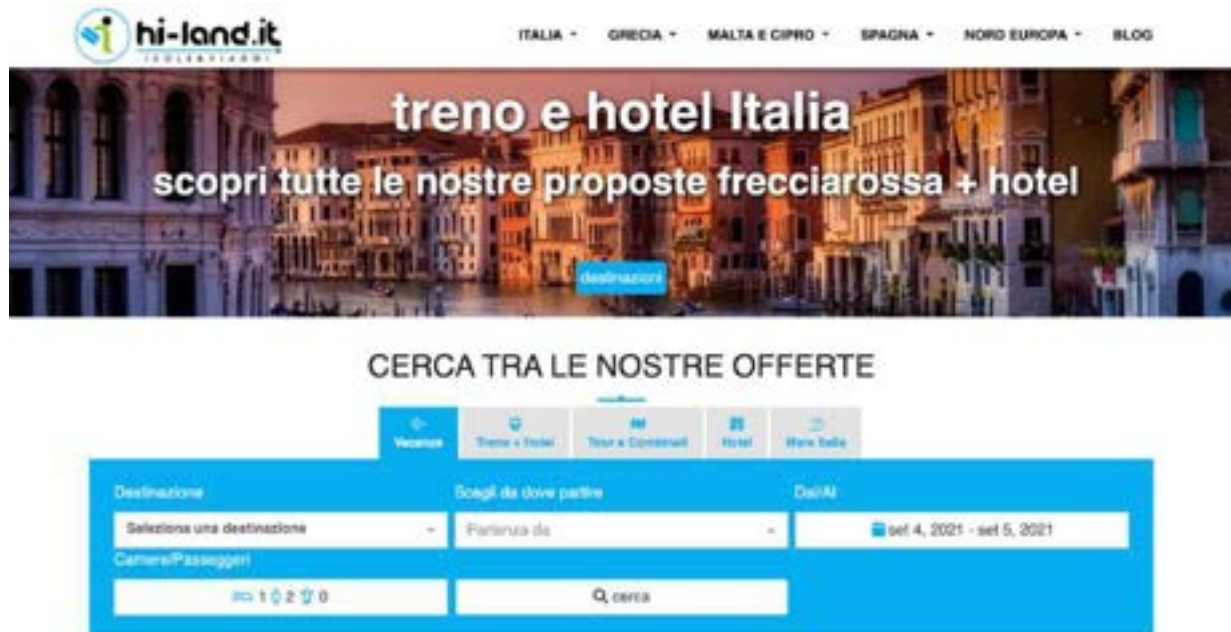 hi-land.it
ISOLE&VIAGGI
ITALIA GRECIA MALTA E CIPRO SPAGNA NORD EUROPA BLOG
treno e hotel Italia
scopri tutte le nostre proposte frecciarossa + hotel
destinazioni
CERCA TRA LE NOSTRE OFFERTE
Vacanze Treno + Hotel Tour e Combinati Hotel Mare Italia
Destinazione Scegli da dove partire Dal/Al
Seleziona una destinazione Partenza da set 4, 2021 - set 5, 2021
Camere/Passeggeri
1 2 0 cerca